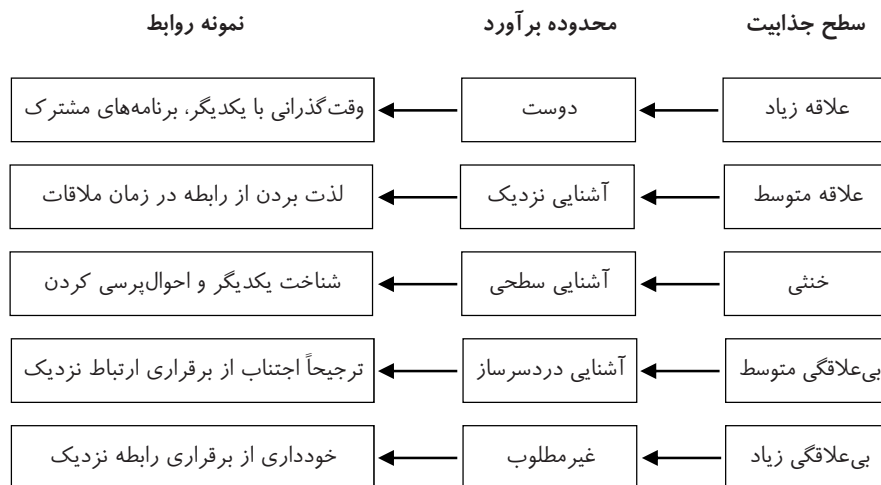 سطح جذابیت محدوده برآورد نمونه روابط
علاقه زیاد دوست وقت‌گذرانی با یکدیگر، برنامه‌های مشترک
علاقه متوسط آشنایی نزدیک لذت بردن از رابطه در زمان ملاقات
خنثی آشنایی سطحی شناخت یکدیگر و احوال‌پرسی کردن
بی‌علاقگی متوسط آشنایی دردسرساز ترجیحاً اجتناب از برقراری ارتباط نزدیک
بی‌علاقگی زیاد غیرمطلوب خودداری از برقراری رابطه نزدیک